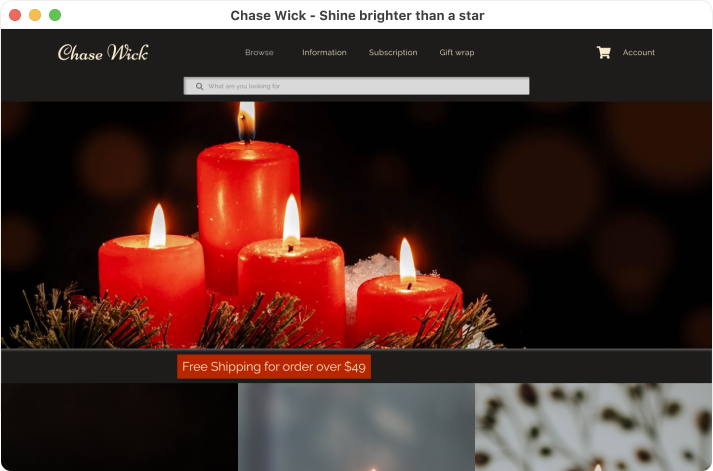 Chase Wick - Shine brighter than a star
Chase Wick
Browse Information Subscription Gift wrap Account
What are you looking for
Free Shipping for order over $49